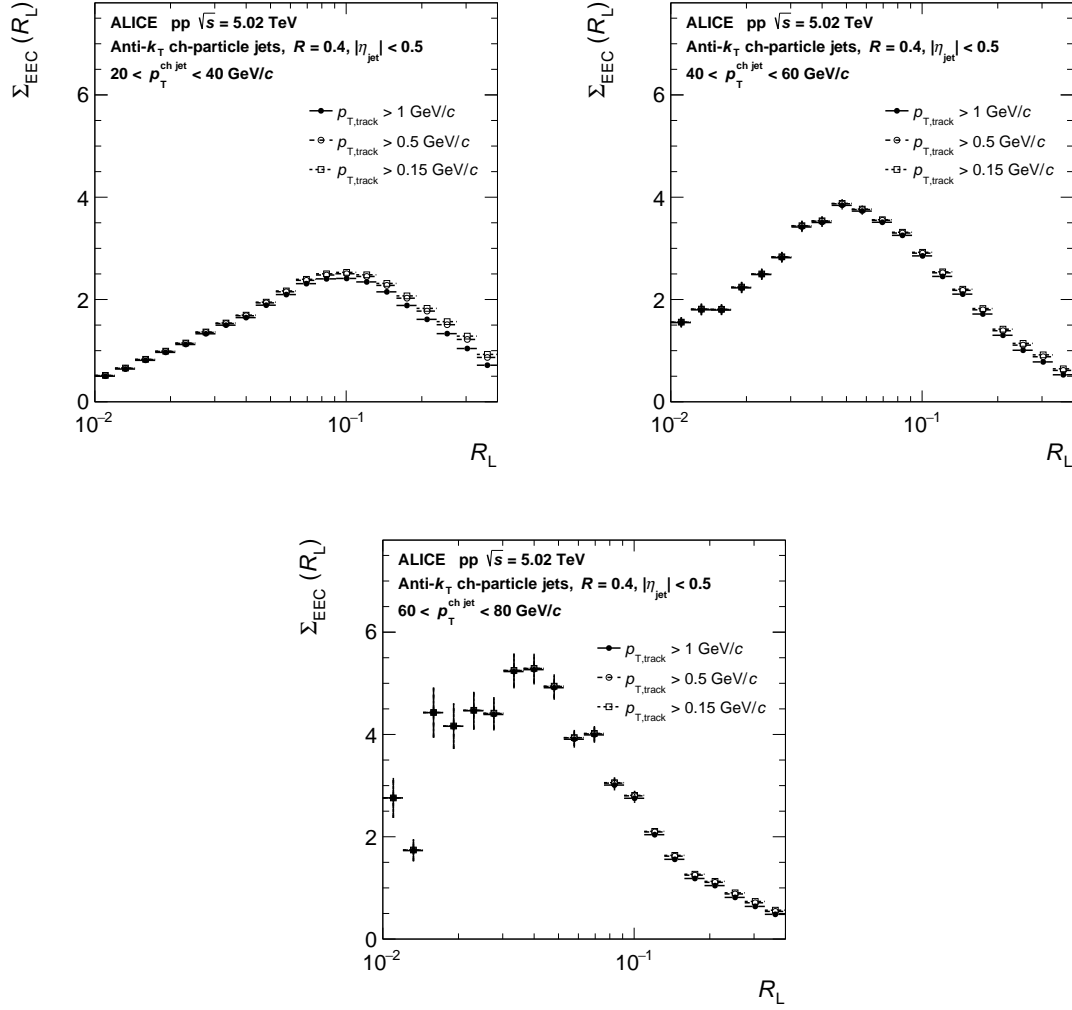 ALICE pp √s = 5.02 TeV
Anti-k_T ch-particle jets, R = 0.4, |η_jet| < 0.5
20 < p_T^ch jet < 40 GeV/c
p_T,track > 1 GeV/c
p_T,track > 0.5 GeV/c
p_T,track > 0.15 GeV/c
Σ_EEC (R_L)
6
4
2
0
10⁻² 10⁻¹
R_L
ALICE pp √s = 5.02 TeV
Anti-k_T ch-particle jets, R = 0.4, |η_jet| < 0.5
40 < p_T^ch jet < 60 GeV/c
p_T,track > 1 GeV/c
p_T,track > 0.5 GeV/c
p_T,track > 0.15 GeV/c
Σ_EEC (R_L)
6
4
2
0
10⁻² 10⁻¹
R_L
ALICE pp √s = 5.02 TeV
Anti-k_T ch-particle jets, R = 0.4, |η_jet| < 0.5
60 < p_T^ch jet < 80 GeV/c
p_T,track > 1 GeV/c
p_T,track > 0.5 GeV/c
p_T,track > 0.15 GeV/c
Σ_EEC (R_L)
6
4
2
0
10⁻² 10⁻¹
R_L